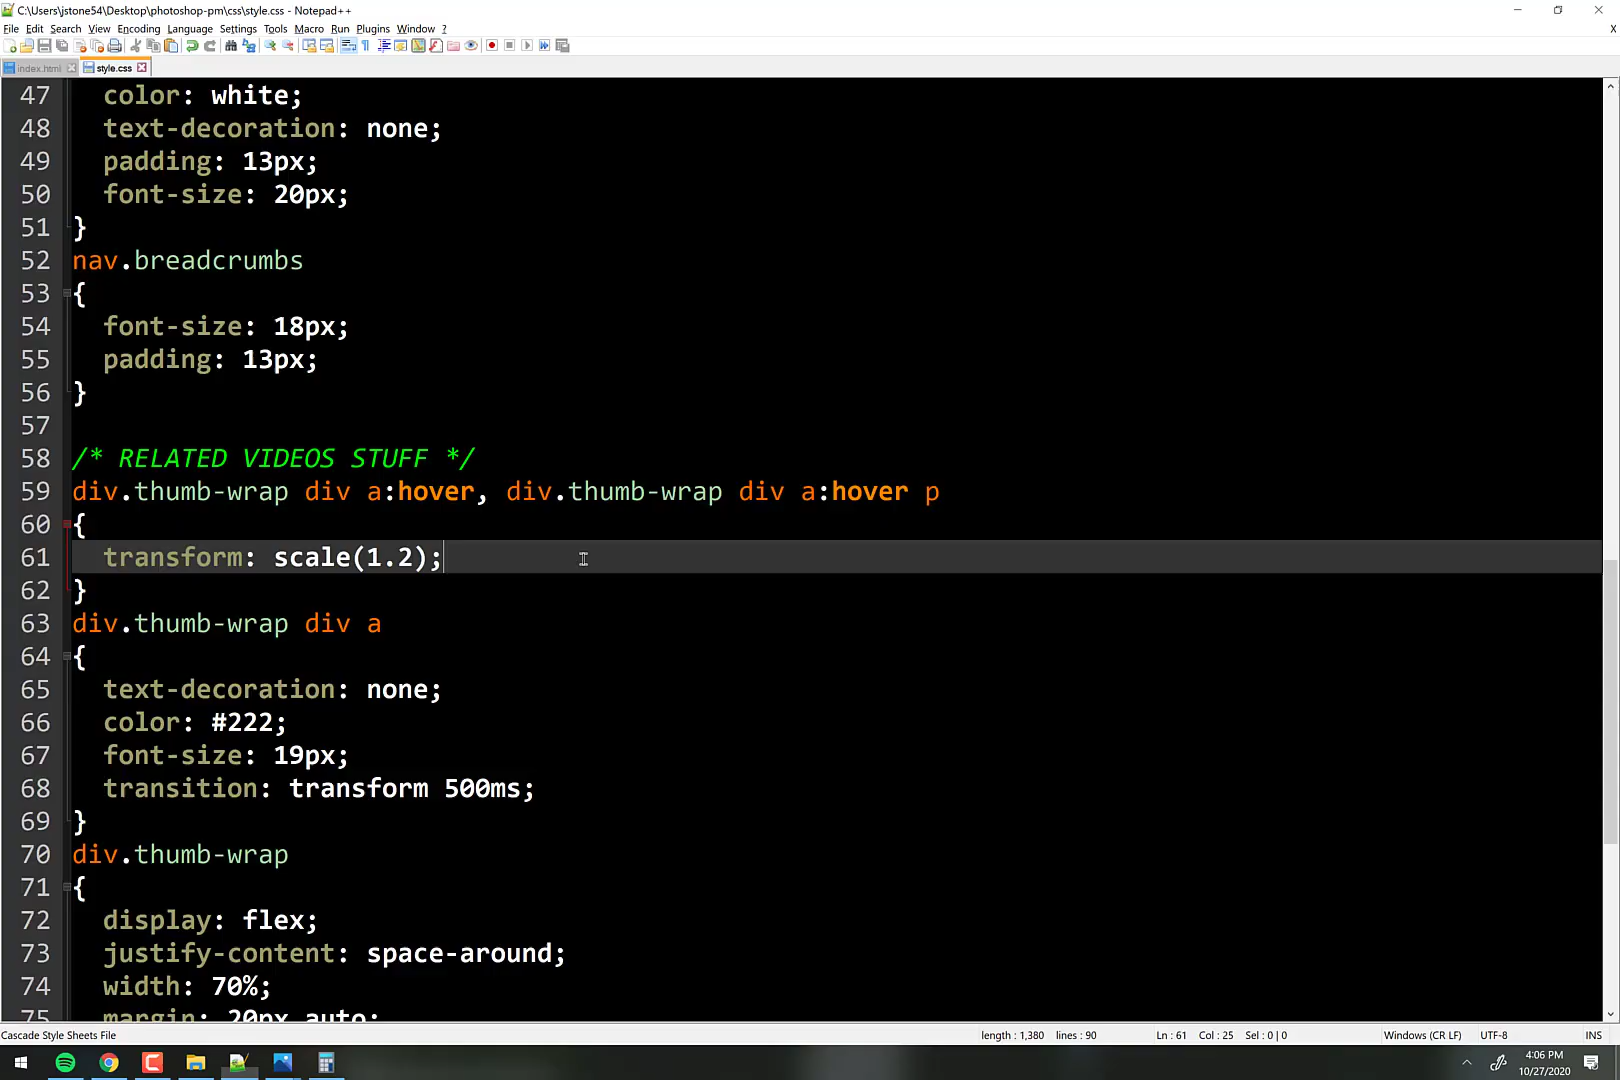 C:\Users\jstone54\Desktop\photoshop-pm\css\style.css - Notepad++
File Edit Search View Encoding Language Settings Tools Macro Run Plugins Window ? X
index.html style.css
47 color: white;
48 text-decoration: none;
49 padding: 13px;
50 font-size: 20px;
51 }
52 nav.breadcrumbs
53 {
54 font-size: 18px;
55 padding: 13px;
56 }
57
58 /* RELATED VIDEOS STUFF */
59 div.thumb-wrap div a:hover, div.thumb-wrap div a:hover p
60 {
61 transform: scale(1.2);
62 }
63 div.thumb-wrap div a
64 {
65 text-decoration: none;
66 color: #222;
67 font-size: 19px;
68 transition: transform 500ms;
69 }
70 div.thumb-wrap
71 {
72 display: flex;
73 justify-content: space-around;
74 width: 70%;
75 margin: 20px auto;
Cascade Style Sheets File length : 1,380 lines : 90 Ln : 61 Col : 25 Sel : 0 | 0 Windows (CR LF) UTF-8 INS
4:06 PM
10/27/2020